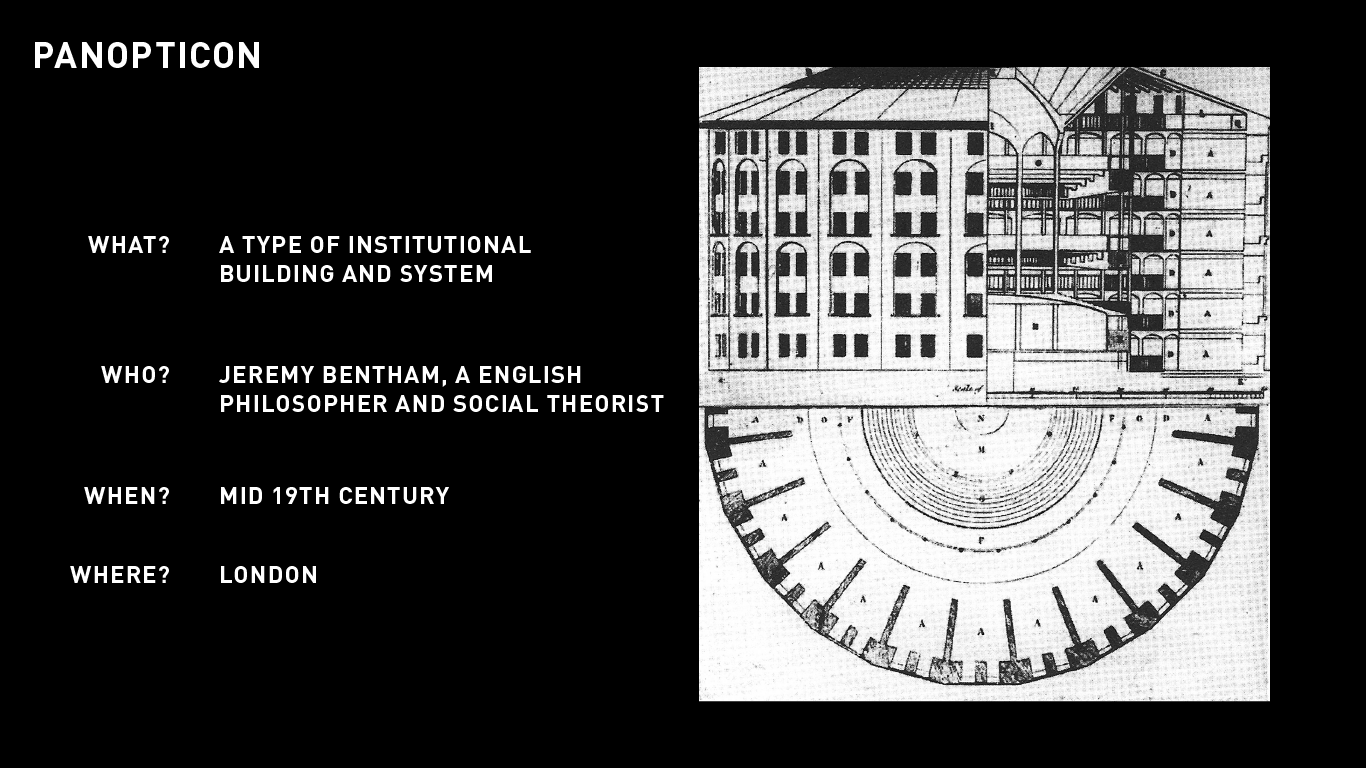 PANOPTICON
WHAT? A TYPE OF INSTITUTIONAL
BUILDING AND SYSTEM
WHO? JEREMY BENTHAM, A ENGLISH
PHILOSOPHER AND SOCIAL THEORIST
WHEN? MID 19TH CENTURY
WHERE? LONDON